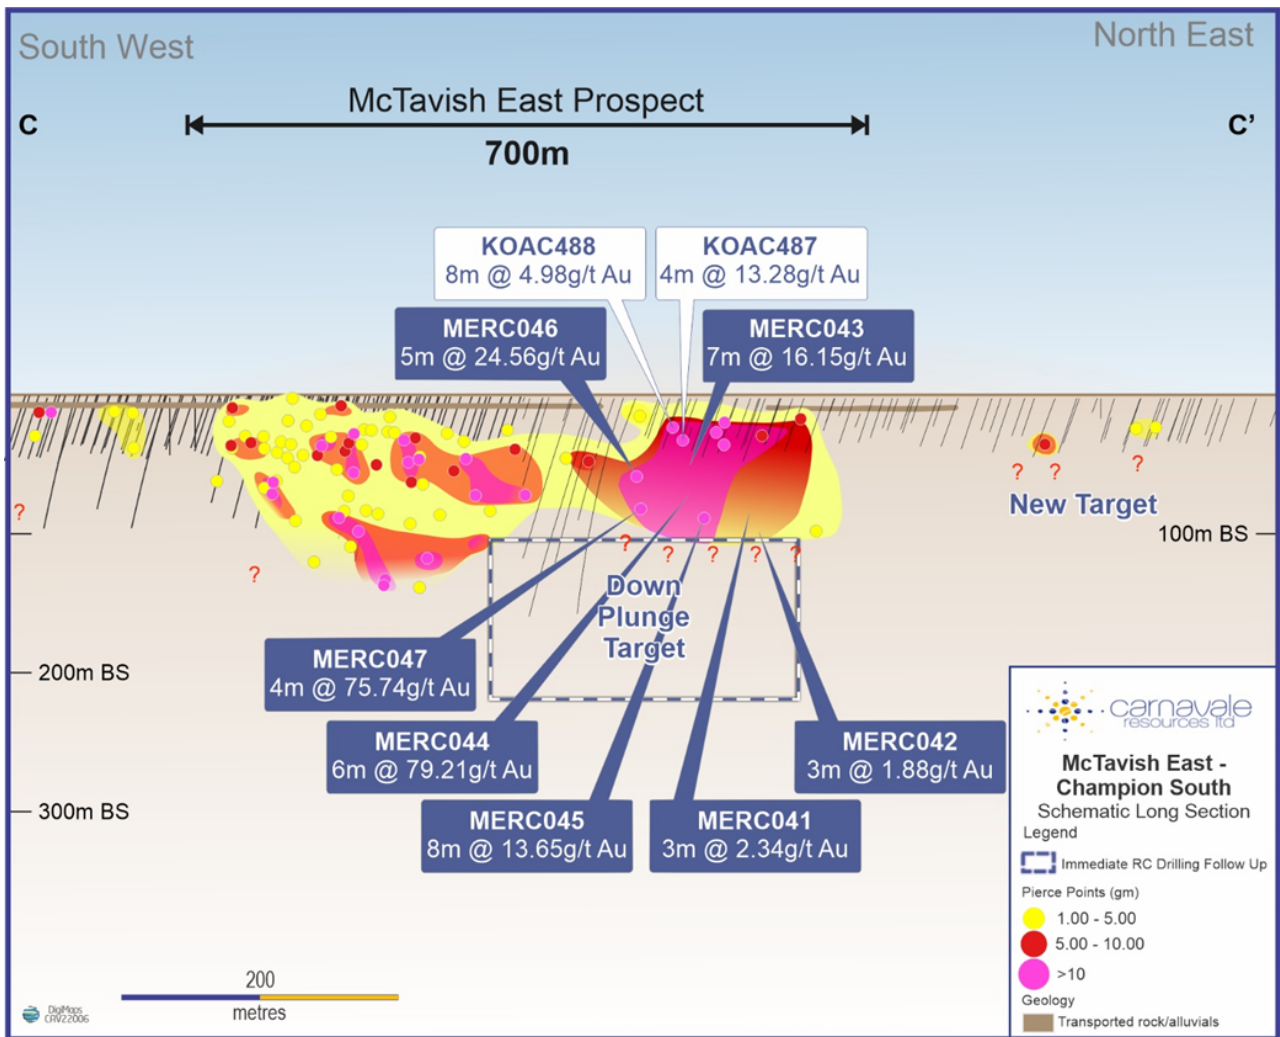 South West
North East
McTavish East Prospect
C
C'
700m
KOAC488
8m @ 4.98g/t Au
KOAC487
4m @ 13.28g/t Au
MERC046
5m @ 24.56g/t Au
MERC043
7m @ 16.15g/t Au
?
?
?
?
?
?
?
?
?
?
New Target
100m BS
Down
Plunge
Target
MERC047
4m @ 75.74g/t Au
200m BS
MERC044
6m @ 79.21g/t Au
MERC042
3m @ 1.88g/t Au
MERC045
8m @ 13.65g/t Au
MERC041
3m @ 2.34g/t Au
300m BS
carnavale
resources ltd
McTavish East -
Champion South
Schematic Long Section
Legend
Immediate RC Drilling Follow Up
Pierce Points (gm)
1.00 - 5.00
5.00 - 10.00
>10
Geology
Transported rock/alluvials
200
metres
DigiMaps
CAV22006